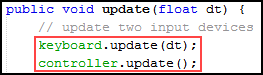 public void update(float dt) {
// update two input devices
keyboard.update(dt);
controller.update();